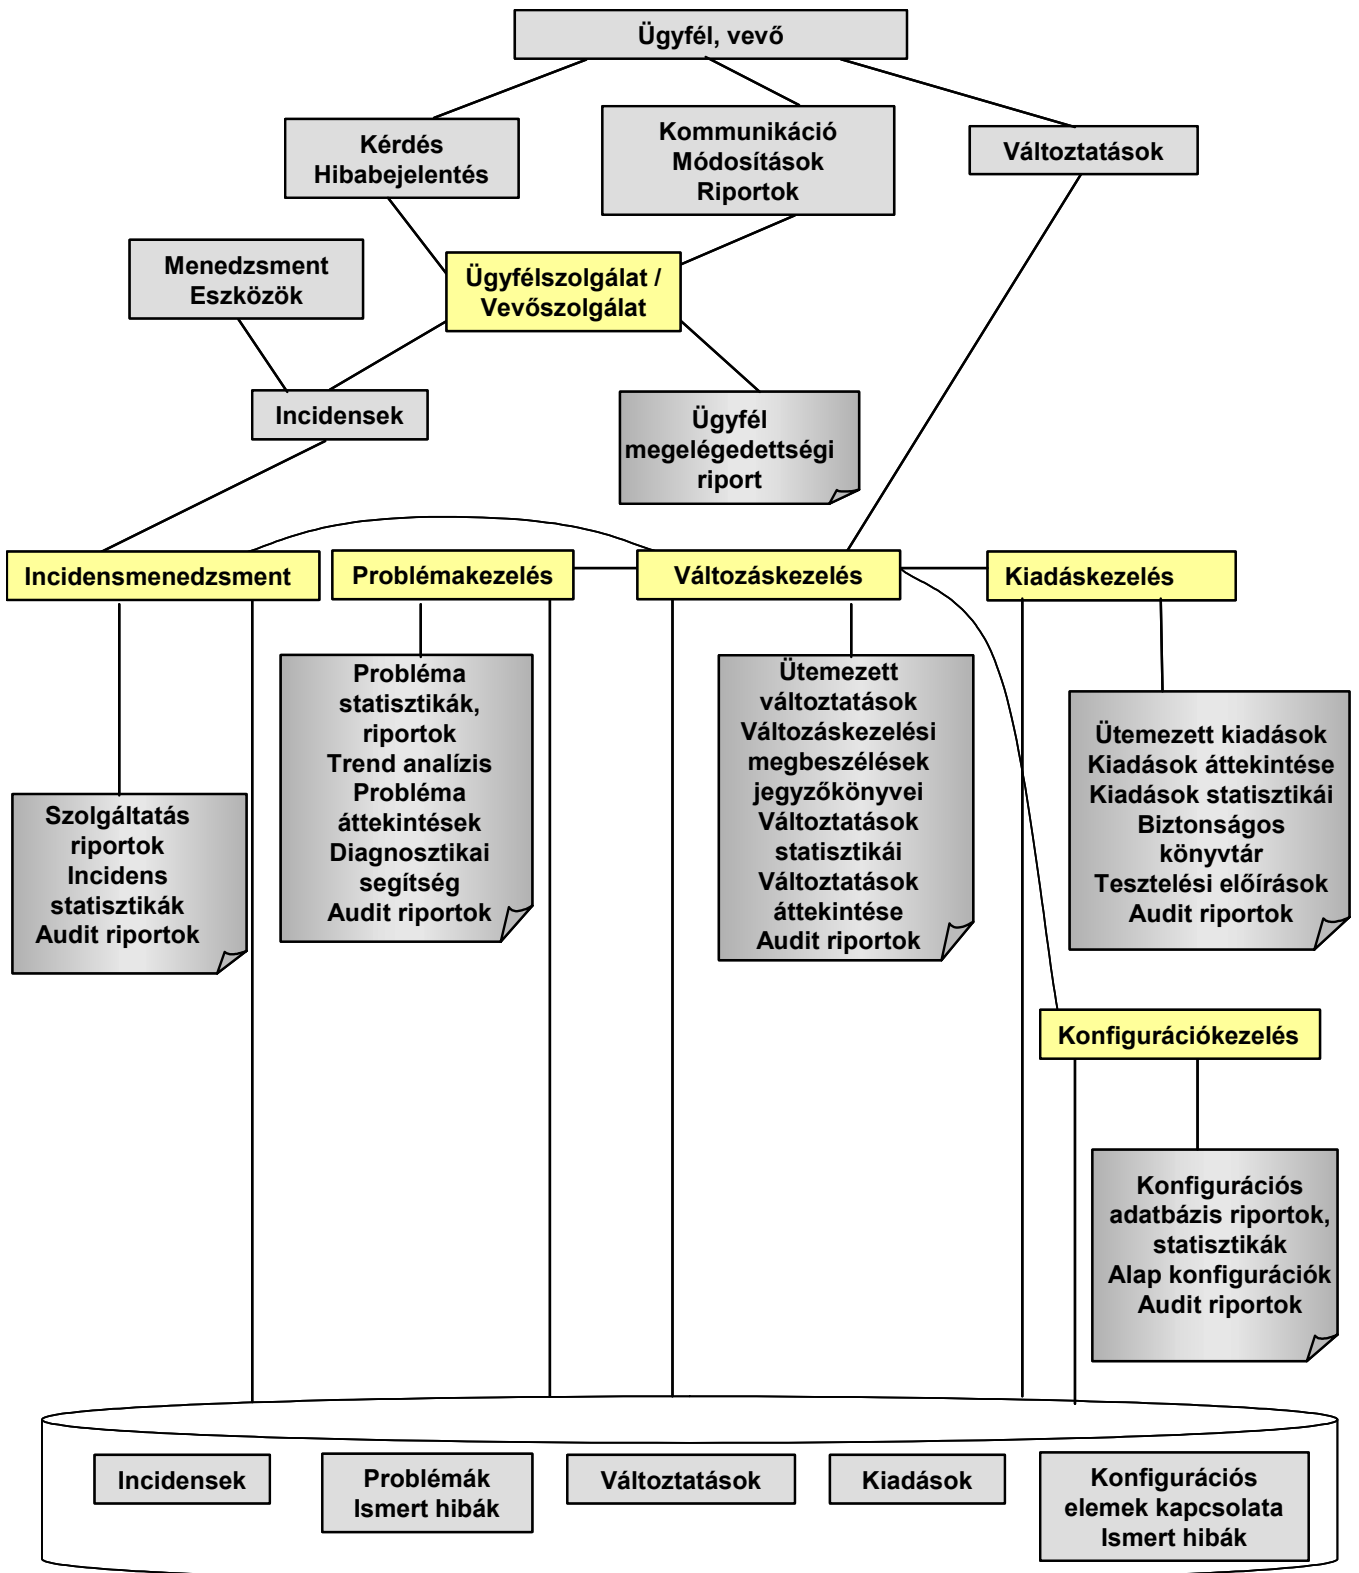 Ügyfél, vevő
Kérdés
Hibabejelentés
Kommunikáció
Módosítások
Riportok
Változtatások
Menedzsment
Eszközök
Ügyfélszolgálat /
Vevőszolgálat
Incidensek
Ügyfél
megelégedettségi
riport
Incidensmenedzsment
Problémakezelés
Változáskezelés
Kiadáskezelés
Szolgáltatás
riportok
Incidens
statisztikák
Audit riportok
Probléma
statisztikák,
riportok
Trend analízis
Probléma
áttekintések
Diagnosztikai
segítség
Audit riportok
Ütemezett
változtatások
Változáskezelési
megbeszélések
jegyzőkönyvei
Változtatások
statisztikái
Változtatások
áttekintése
Audit riportok
Ütemezett kiadások
Kiadások áttekintése
Kiadások statisztikái
Biztonságos
könyvtár
Tesztelési előírások
Audit riportok
Konfigurációkezelés
Konfigurációs
adatbázis riportok,
statisztikák
Alap konfigurációk
Audit riportok
Incidensek
Problémák
Ismert hibák
Változtatások
Kiadások
Konfigurációs
elemek kapcsolata
Ismert hibák